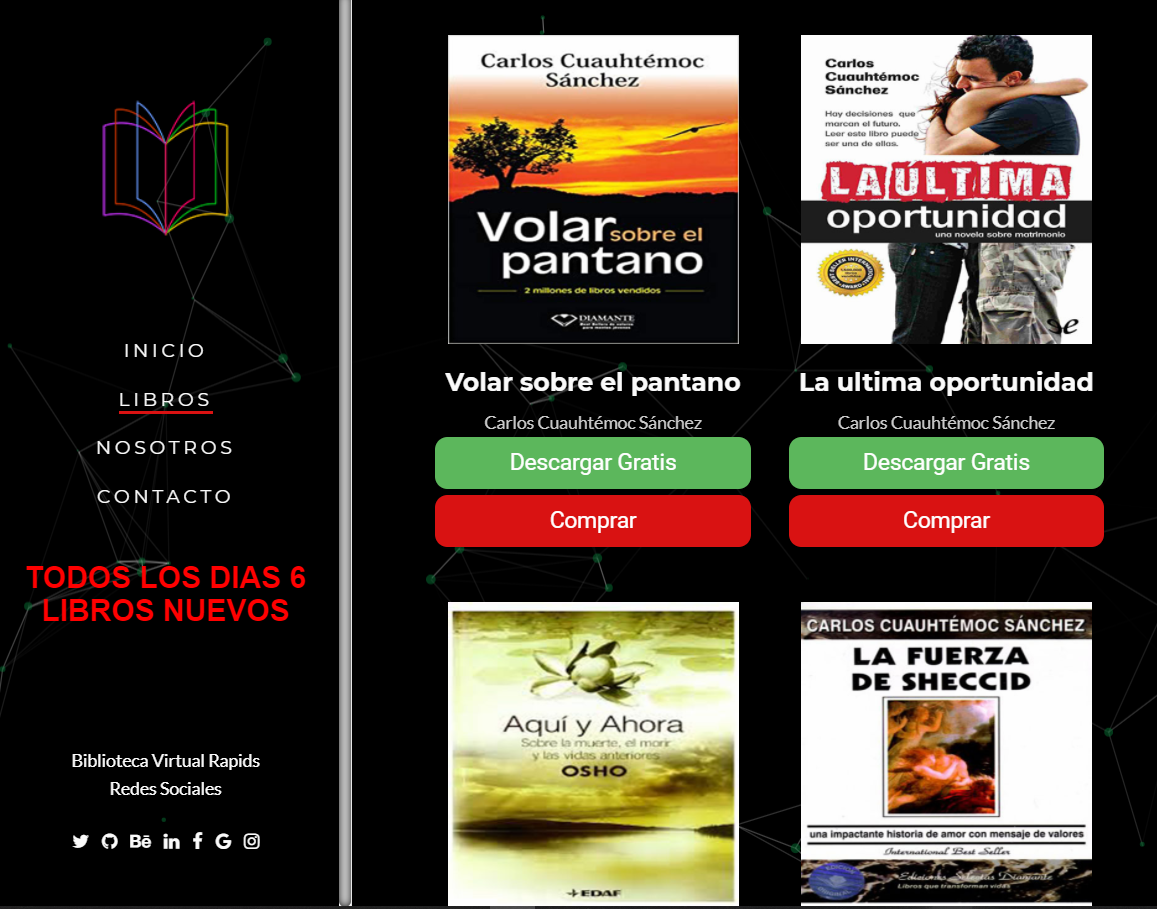 INICIO
LIBROS
NOSOTROS
CONTACTO
TODOS LOS DIAS 6
LIBROS NUEVOS
Biblioteca Virtual Rapids
Redes Sociales
Carlos Cuauhtémoc
Sánchez
Volar sobre el
pantano
2 millones de libros vendidos
DIAMANTE
Volar sobre el pantano
Carlos Cuauhtémoc Sánchez
Descargar Gratis
Comprar
Carlos
Cuauhtémoc
Sánchez
Hay decisiones que
marcan el futuro.
Leer este libro puede
ser una de ellas.
LA ÚLTIMA
oportunidad
una novela sobre matrimonio
La ultima oportunidad
Carlos Cuauhtémoc Sánchez
Descargar Gratis
Comprar
Aquí y Ahora
Sobre la muerte, el morir
y las vidas anteriores
OSHO
EDAF
CARLOS CUAUHTÉMOC SÁNCHEZ
LA FUERZA
DE SHECCID
una impactante historia de amor con mensaje de valores
International Best Seller
Ediciones Selectas Diamante
Libros que transforman vidas